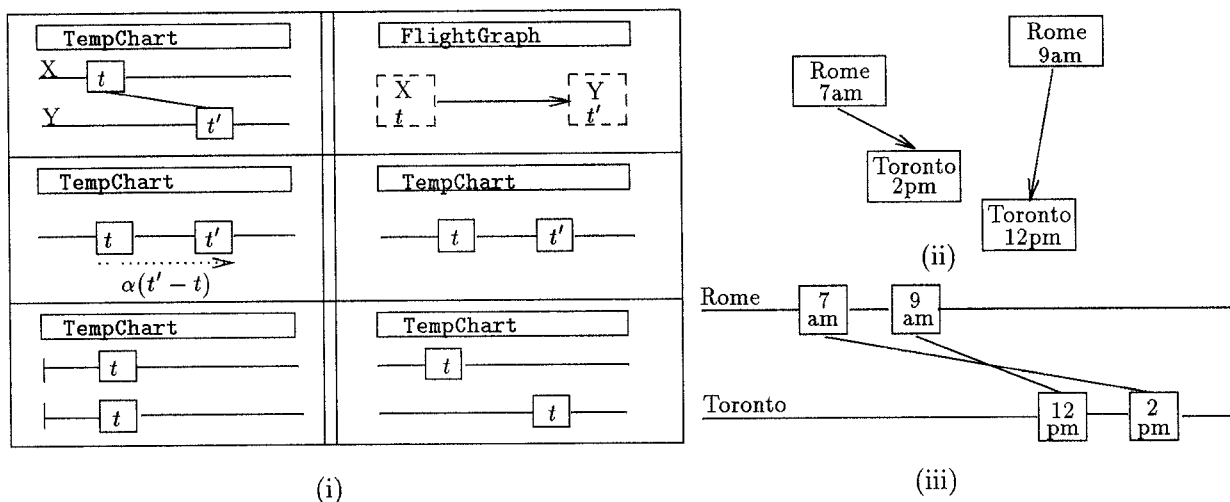 TempChart
X t
Y t′
FlightGraph
X Y
t t′
TempChart
t t′
α(t′ − t)
TempChart
t t′
TempChart
t
t
TempChart
t
t
(i)
Rome
7am
Rome
9am
Toronto
2pm
Toronto
12pm
(ii)
Rome
7
am
9
am
Toronto
12
pm
2
pm
(iii)